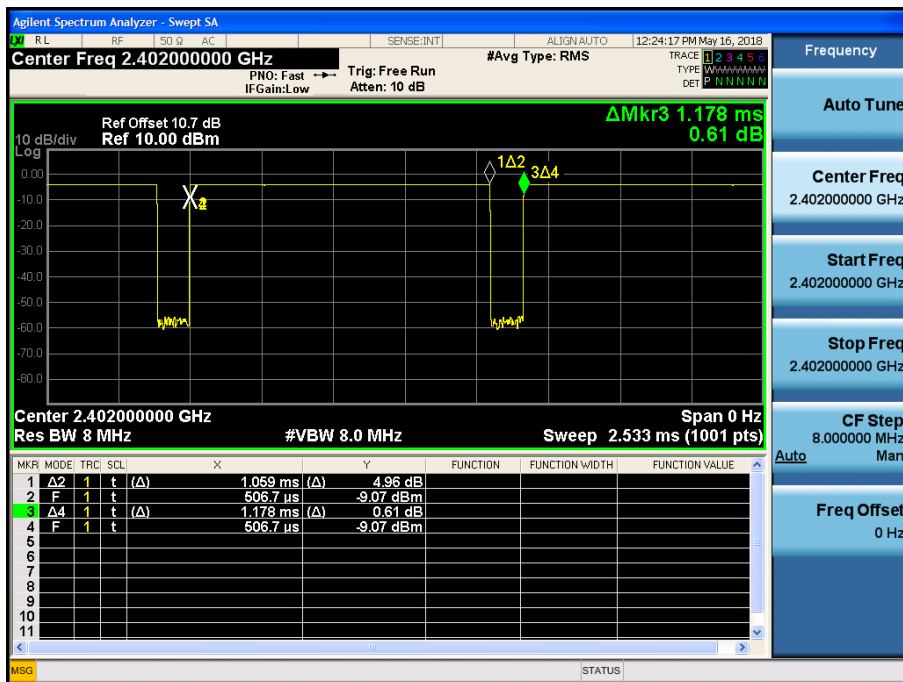 Agilent Spectrum Analyzer - Swept SA
LXI RL RF 50 Ω AC SENSE:INT ALIGN AUTO 12:24:17 PM May 16, 2018
Center Freq 2.402000000 GHz #Avg Type: RMS TRACE 1 2 3 4 5 6
PNO: Fast Trig: Free Run TYPE WWWWWW
IFGain:Low Atten: 10 dB DET P N N N N N
Frequency
Auto Tune
Center Freq
2.402000000 GHz
Start Freq
2.402000000 GHz
Stop Freq
2.402000000 GHz
CF Step
8.000000 MHz
Auto Man
Freq Offset
0 Hz
ΔMkr3 1.178 ms
0.61 dB
Ref Offset 10.7 dB
10 dB/div Ref 10.00 dBm
Log
0.00
-10.0
-20.0
-30.0
-40.0
-50.0
-60.0
-70.0
-80.0
1Δ2
3Δ4
Center 2.402000000 GHz Span 0 Hz
Res BW 8 MHz #VBW 8.0 MHz Sweep 2.533 ms (1001 pts)
MKR MODE TRC SCL X Y FUNCTION FUNCTION WIDTH FUNCTION VALUE
1 Δ2 1 t (Δ) 1.059 ms (Δ) 4.96 dB
2 F 1 t 506.7 µs -9.07 dBm
3 Δ4 1 t (Δ) 1.178 ms (Δ) 0.61 dB
4 F 1 t 506.7 µs -9.07 dBm
5
6
7
8
9
10
11
MSG STATUS